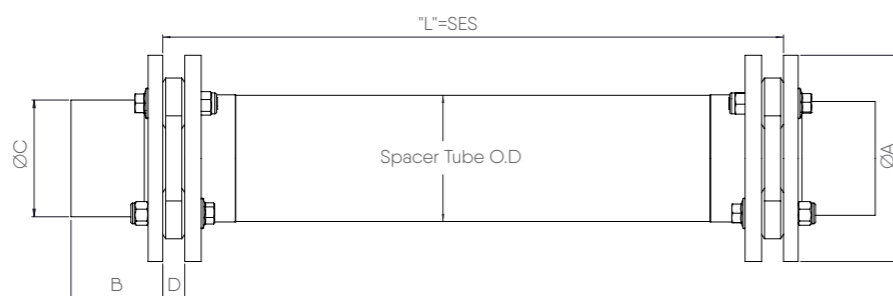 "L"=SES
ØC
Spacer Tube O.D
ØA
B
D